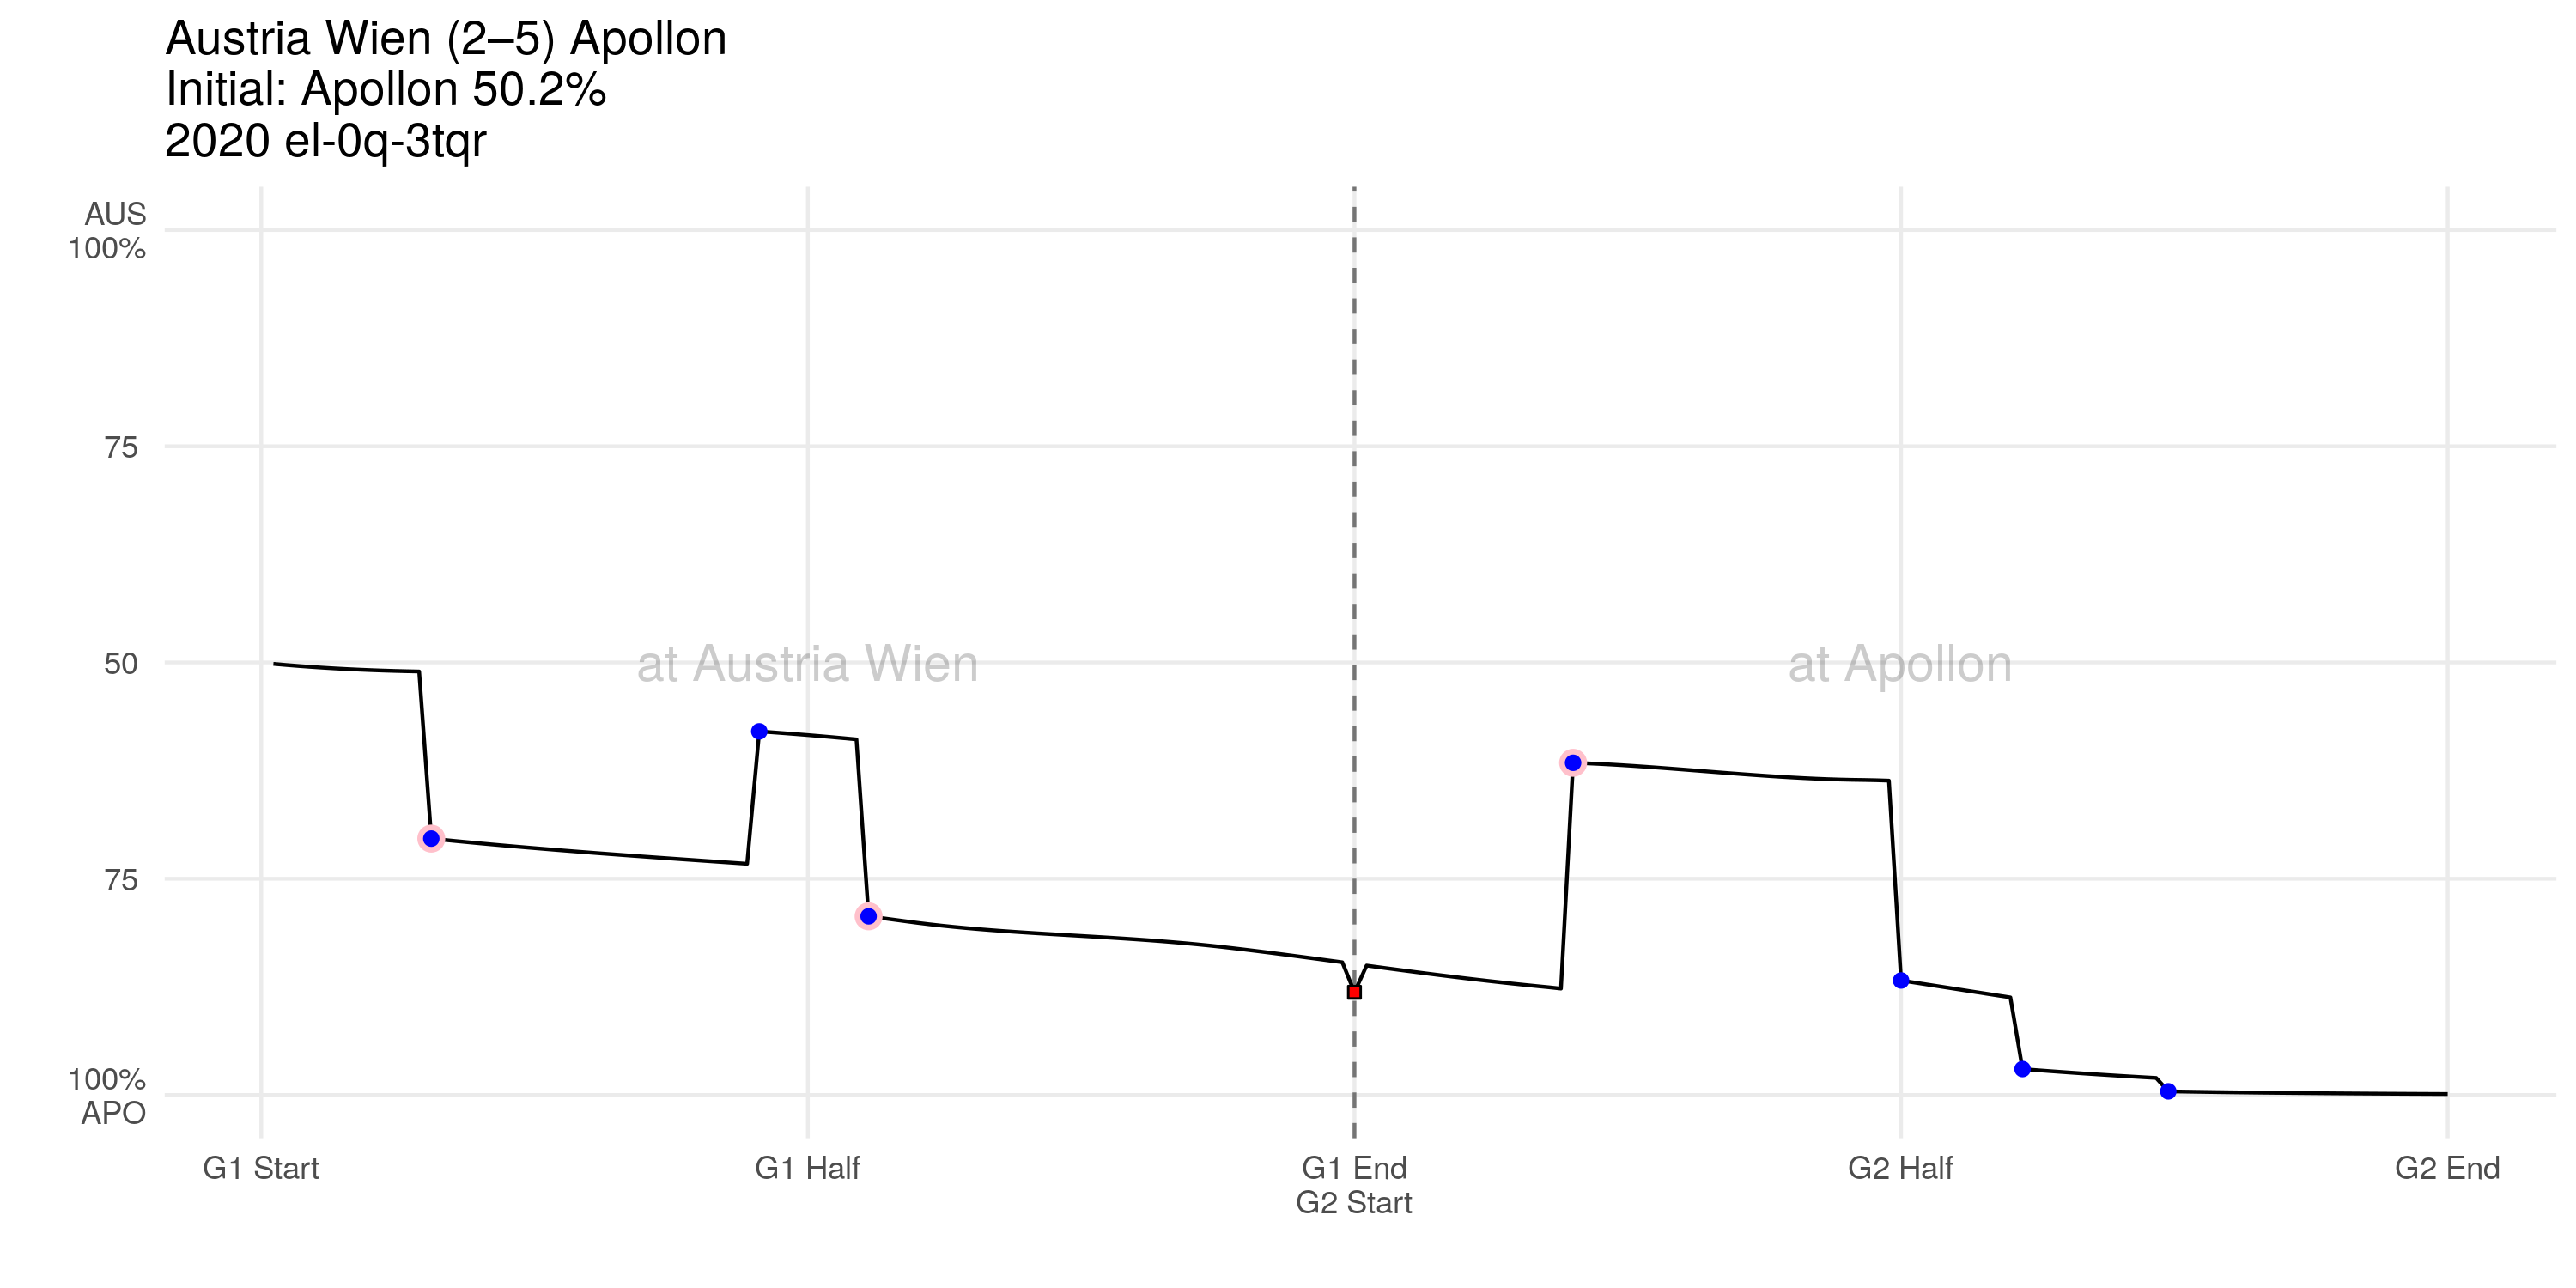 Austria Wien (2–5) Apollon
Initial: Apollon 50.2%
2020 el-0q-3tqr
AUS
100%
75
50
75
100%
APO
at Austria Wien
at Apollon
G1 Start
G1 Half
G1 End
G2 Start
G2 Half
G2 End